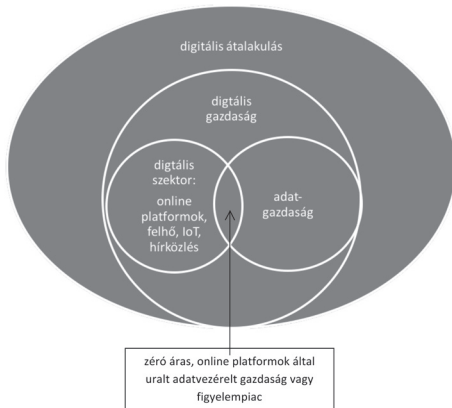 digitális átalakulás
digtális
gazdaság
digtális
szektor:
online
platformok,
felhő, IoT,
hírközlés
adat-
gazdaság
zéró áras, online platformok által
uralt adatvezérelt gazdaság vagy
figyelempiac